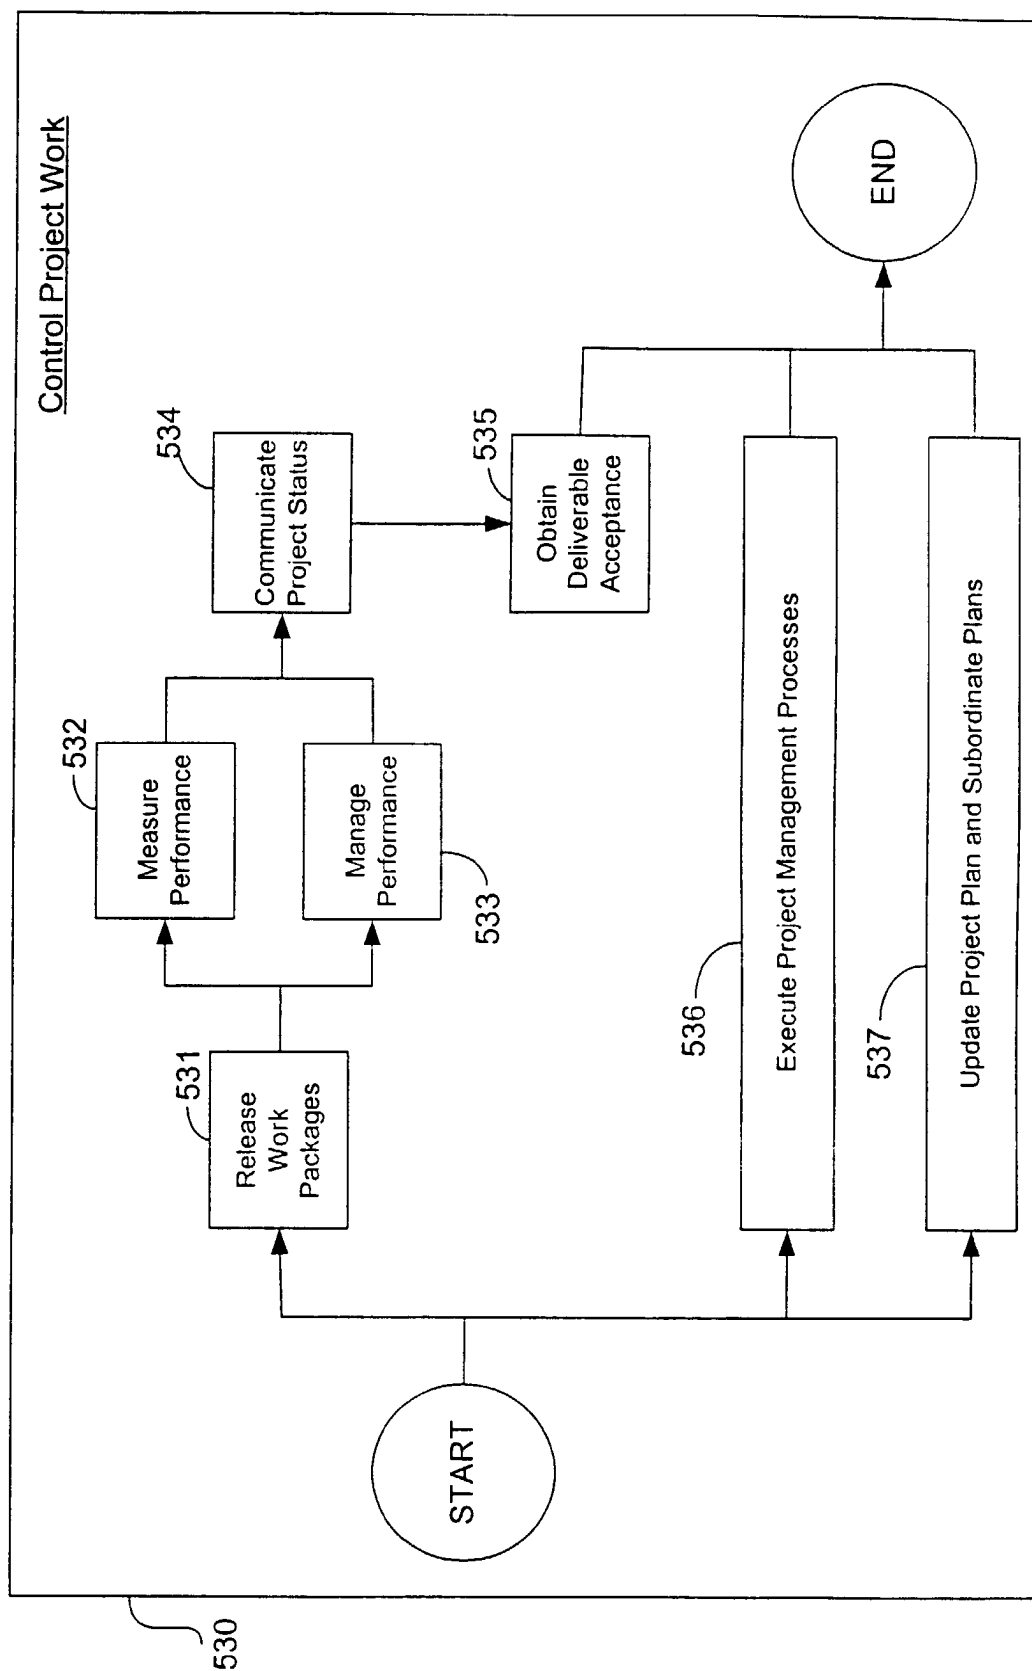 Control Project Work
530
START
531
Release
Work
Packages
532
Measure
Performance
Manage
Performance
533
534
Communicate
Project Status
535
Obtain
Deliverable
Acceptance
536
Execute Project Management Processes
537
Update Project Plan and Subordinate Plans
END